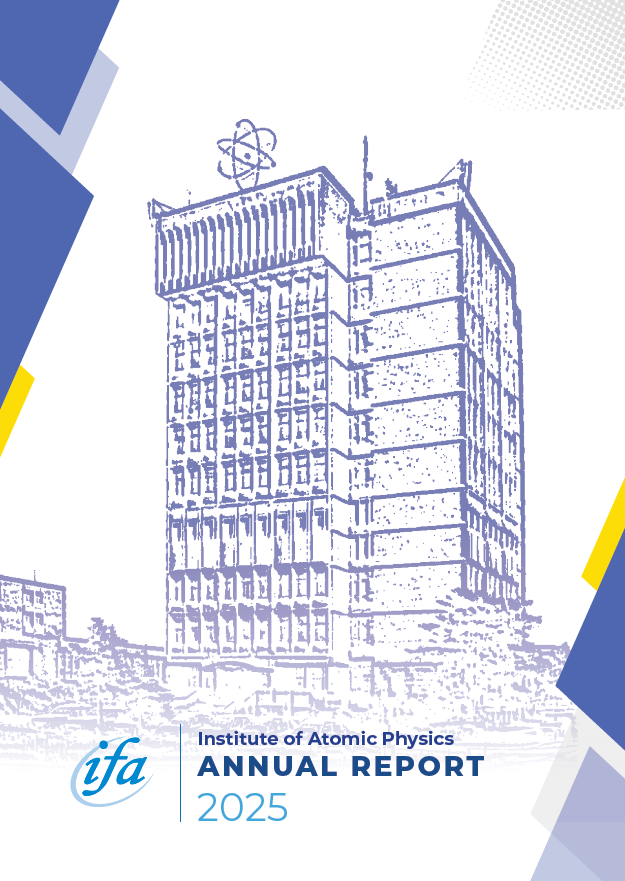 ifa
Institute of Atomic Physics
ANNUAL REPORT
2025